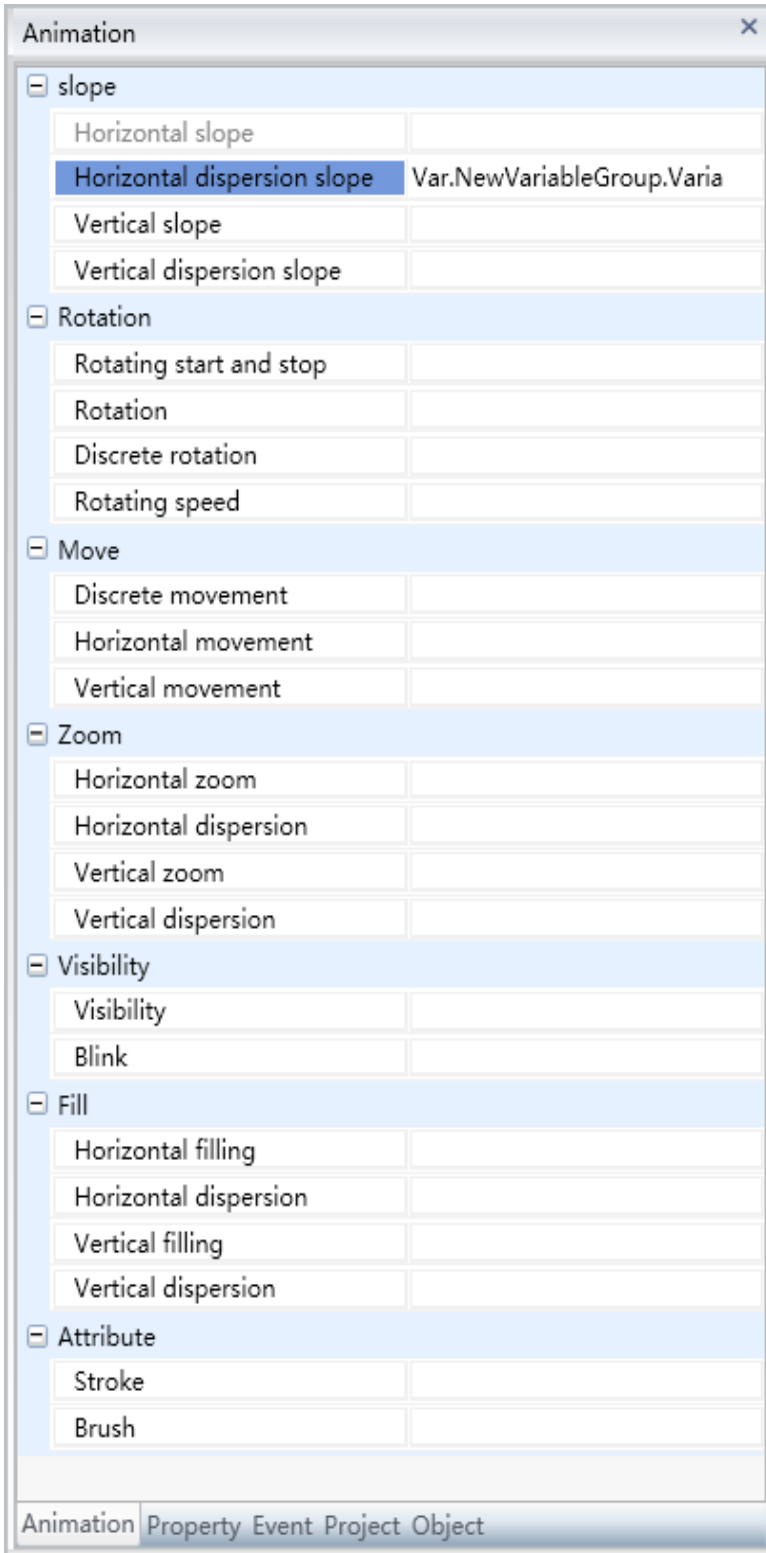 Animation
slope
Horizontal slope
Horizontal dispersion slope Var.NewVariableGroup.Varia
Vertical slope
Vertical dispersion slope
Rotation
Rotating start and stop
Rotation
Discrete rotation
Rotating speed
Move
Discrete movement
Horizontal movement
Vertical movement
Zoom
Horizontal zoom
Horizontal dispersion
Vertical zoom
Vertical dispersion
Visibility
Visibility
Blink
Fill
Horizontal filling
Horizontal dispersion
Vertical filling
Vertical dispersion
Attribute
Stroke
Brush
Animation Property Event Project Object